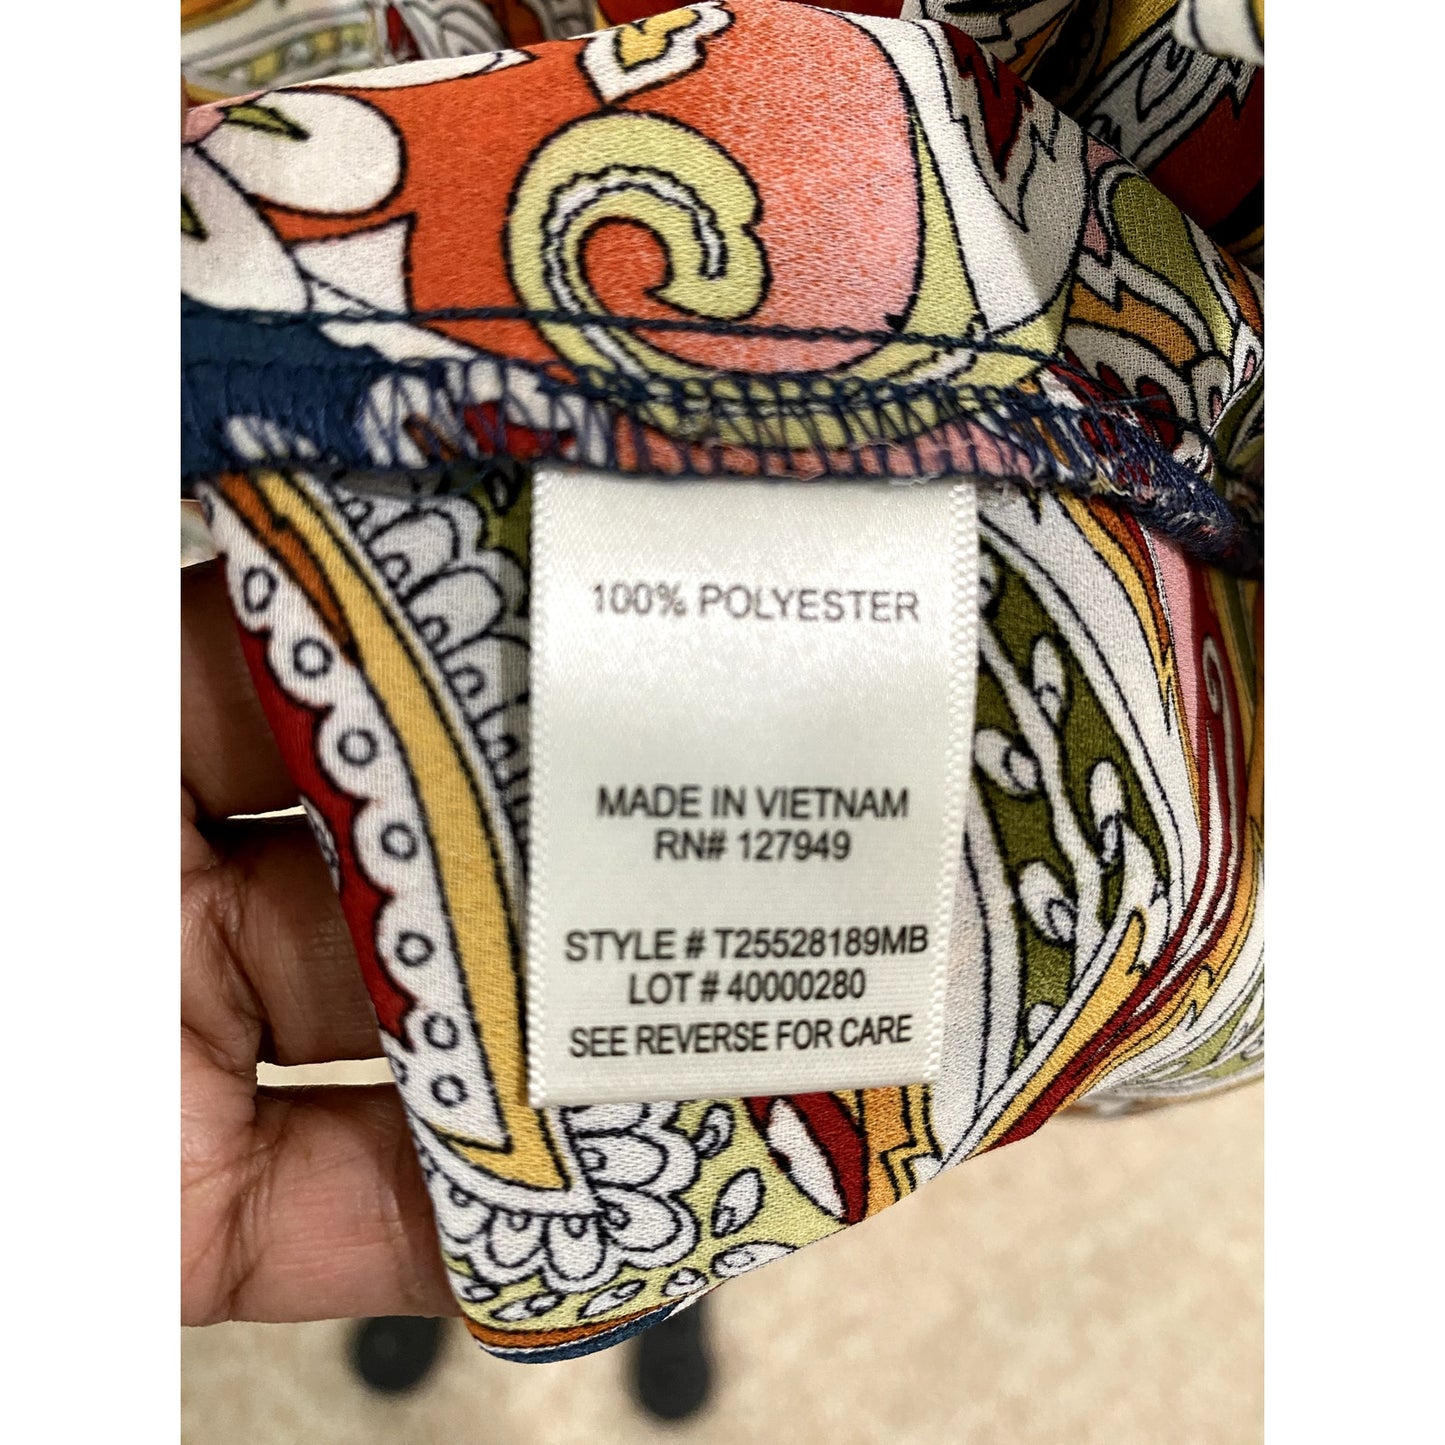 100% POLYESTER
MADE IN VIETNAM
RN# 127949
STYLE # T25528189MB
LOT # 40000280
SEE REVERSE FOR CARE